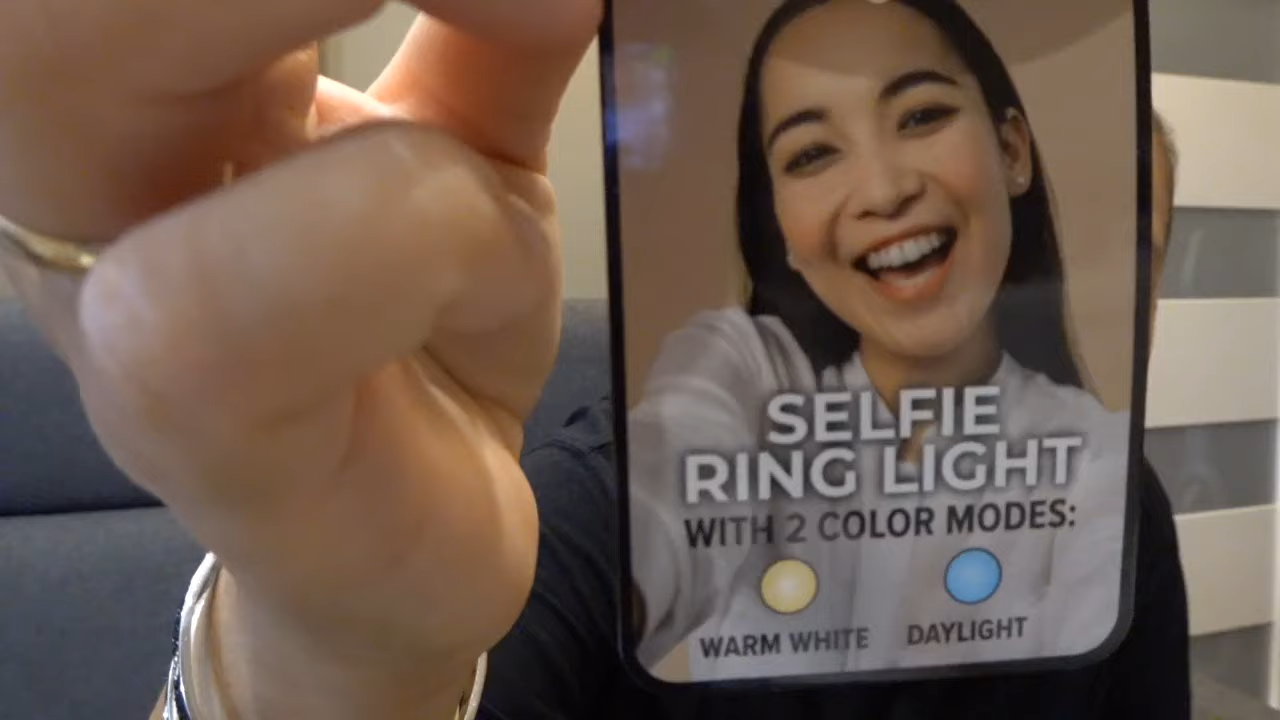 SELFIE
RING LIGHT
WITH 2 COLOR MODES:
WARM WHITE DAYLIGHT